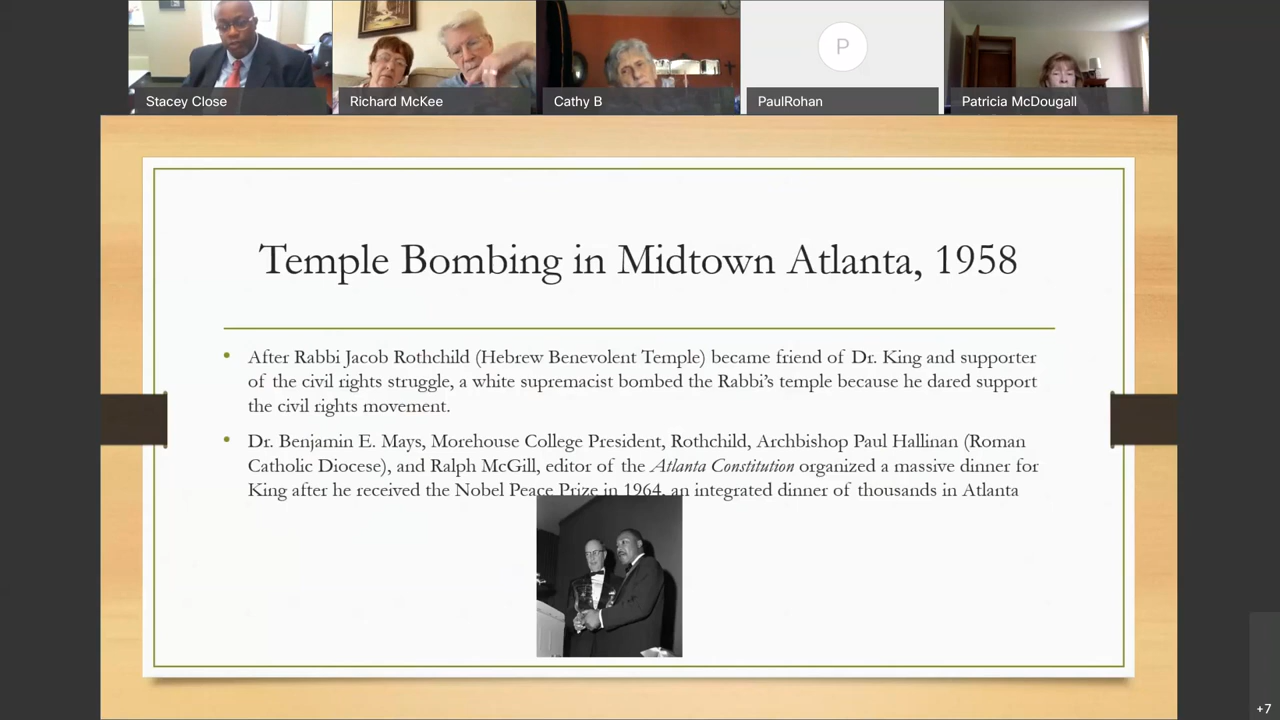 Stacey Close
Richard McKee
Cathy B
P
PaulRohan
Patricia McDougall
Temple Bombing in Midtown Atlanta, 1958
• After Rabbi Jacob Rothchild (Hebrew Benevolent Temple) became friend of Dr. King and supporter
of the civil rights struggle, a white supremacist bombed the Rabbi's temple because he dared support
the civil rights movement.
• Dr. Benjamin E. Mays, Morehouse College President, Rothchild, Archbishop Paul Hallinan (Roman
Catholic Diocese), and Ralph McGill, editor of the Atlanta Constitution organized a massive dinner for
King after he received the Nobel Peace Prize in 1964, an integrated dinner of thousands in Atlanta
+7